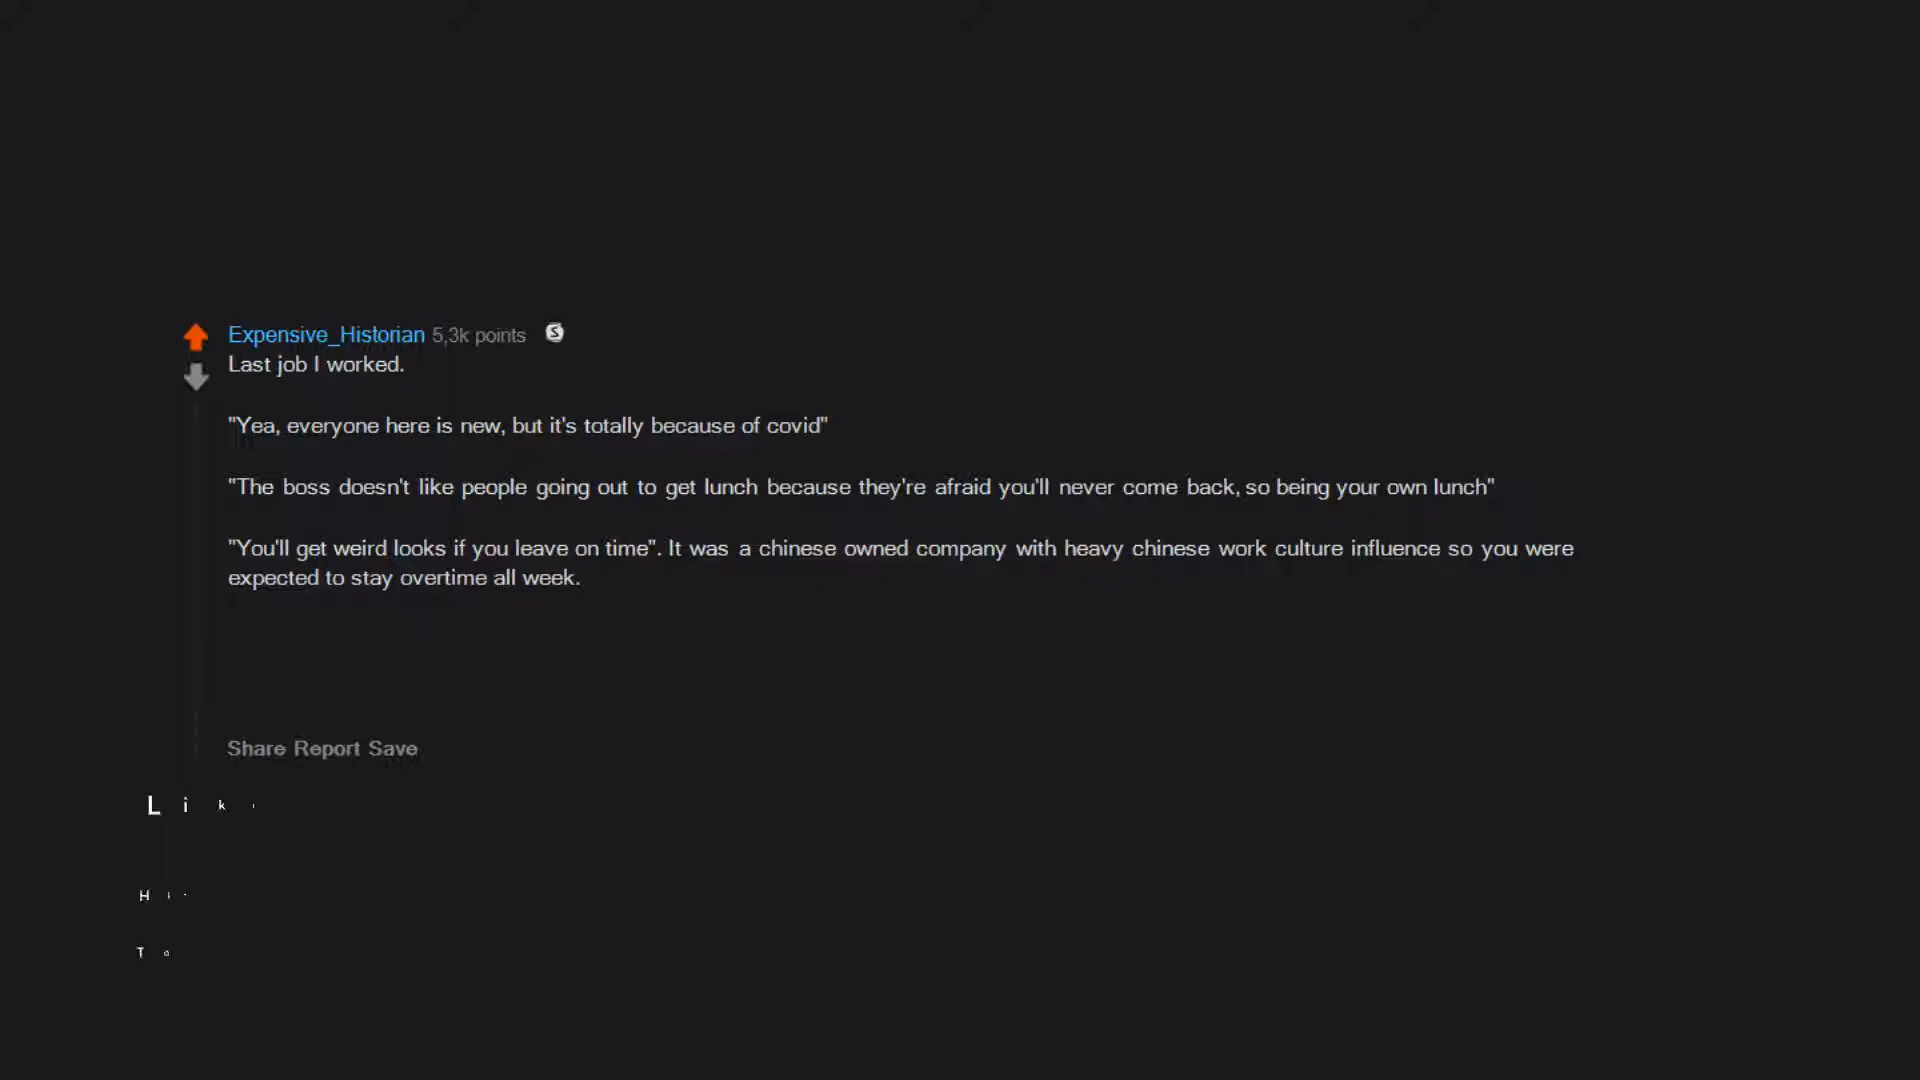 Expensive_Historian 5,3k points
Last job I worked.
"Yea, everyone here is new, but it's totally because of covid"
"The boss doesn't like people going out to get lunch because they're afraid you'll never come back, so being your own lunch"
"You'll get weird looks if you leave on time". It was a chinese owned company with heavy chinese work culture influence so you were
expected to stay overtime all week.
Share Report Save
L i k
H
T o